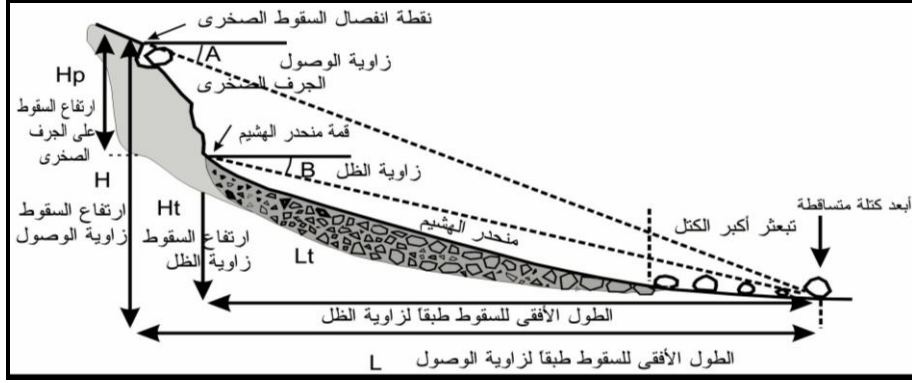 نقطة انفصال السقوط الصخرى
A
زاوية الوصول
الجرف الصخرى
Hp
ارتفاع السقوط
على الجرف
الصخرى
قمة منحدر الهشيم
B
زاوية الظل
H
ارتفاع السقوط
زاوية الوصول
Ht
ارتفاع السقوط
زاوية الظل
Lt
منحدر الهشيم
تبعثر أكبر الكتل
أبعد كتلة متساقطة
الطول الأفقى للسقوط طبقاً لزاوية الظل
الطول الأفقى للسقوط طبقاً لزاوية الوصول L